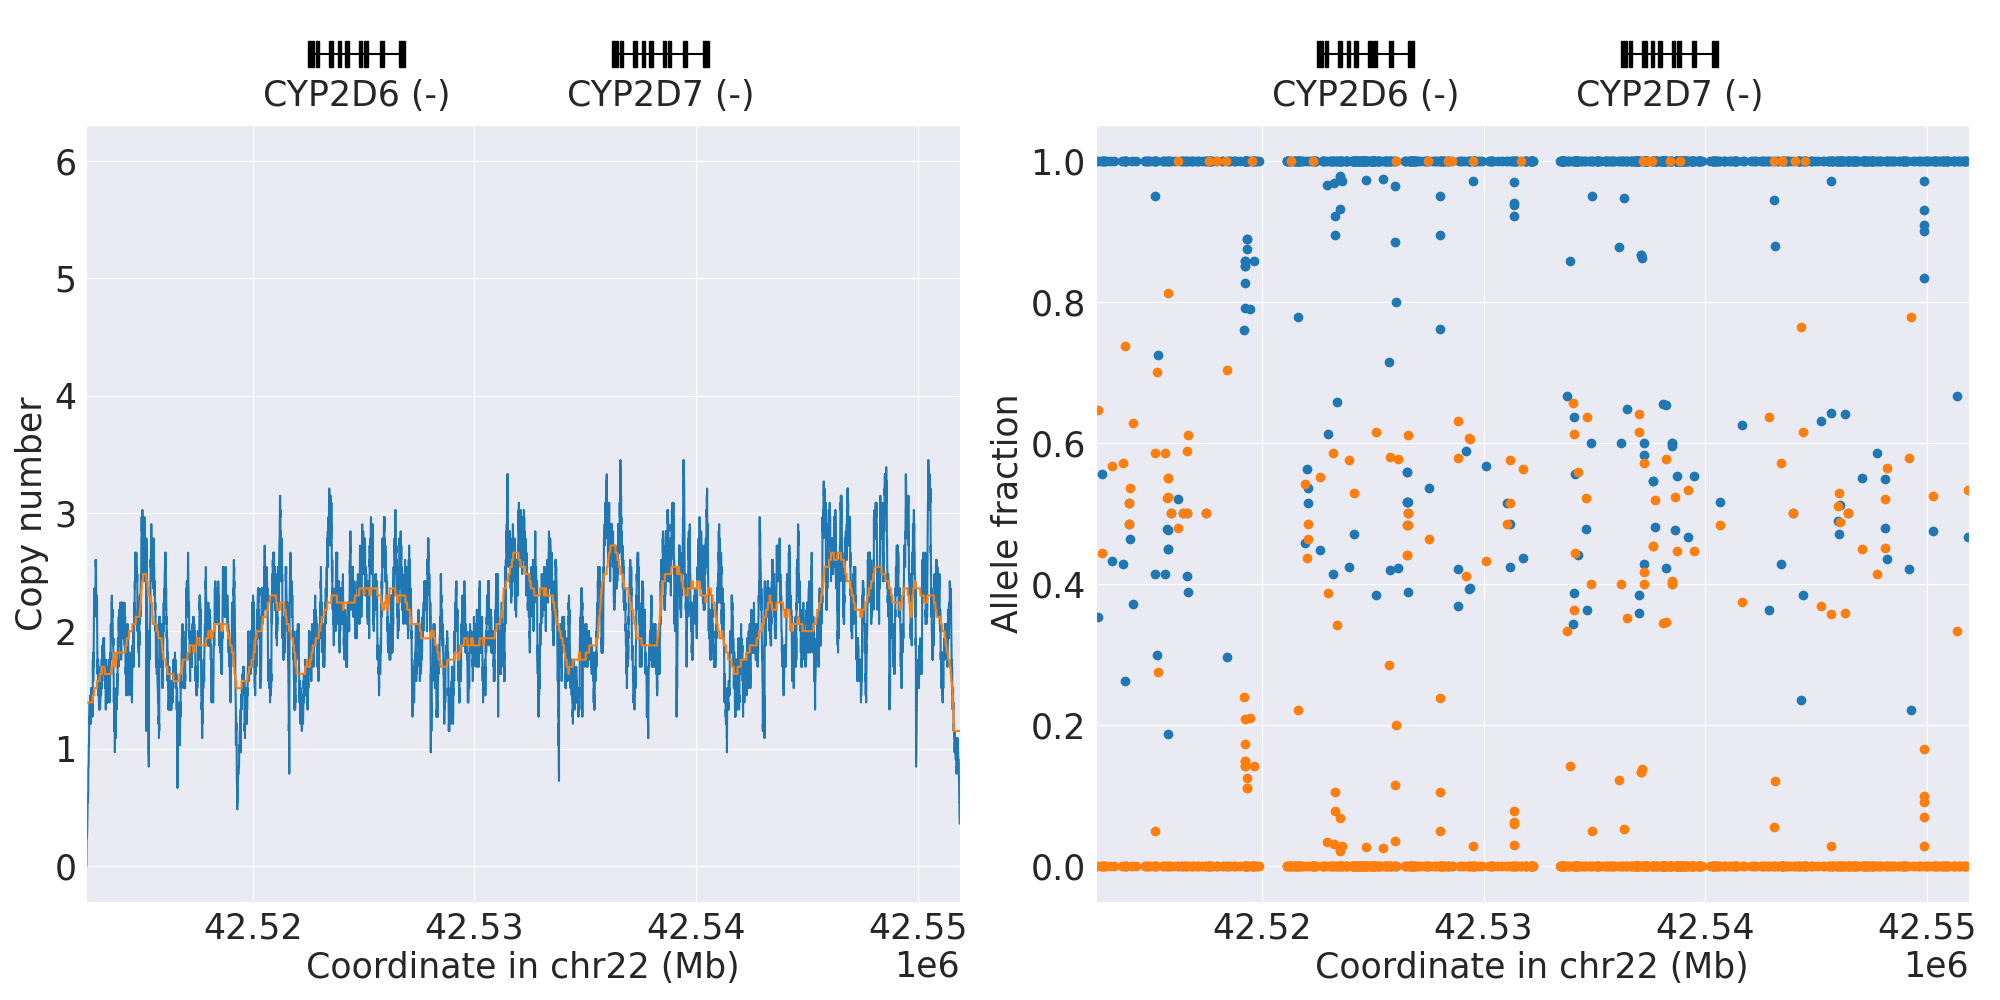 CYP2D6 (-) CYP2D7 (-)
6
5
4
3
2
1
0
Copy number
42.52 42.53 42.54 42.55
Coordinate in chr22 (Mb)
1e6
CYP2D6 (-) CYP2D7 (-)
1.0
0.8
0.6
0.4
0.2
0.0
Allele fraction
42.52 42.53 42.54 42.55
Coordinate in chr22 (Mb)
1e6